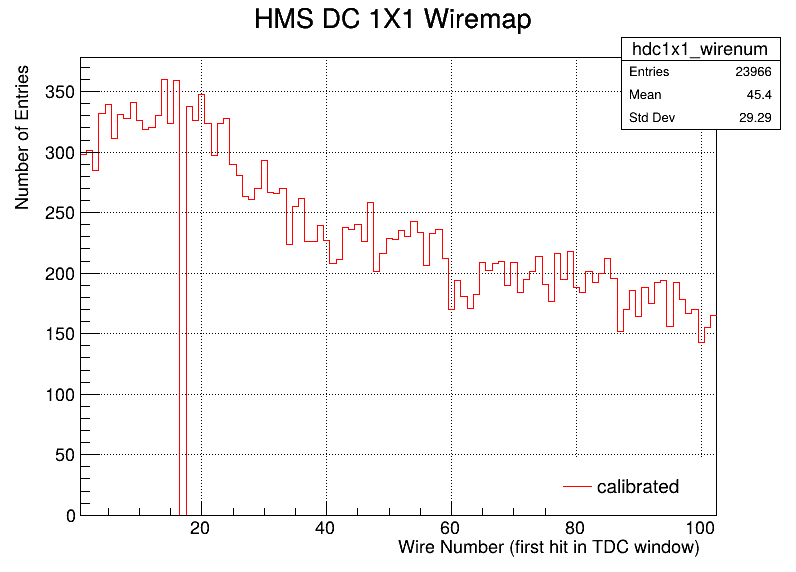 HMS DC 1X1 Wiremap
hdc1x1_wirenum
Entries 23966
Mean 45.4
Std Dev 29.29
Number of Entries
350
300
250
200
150
100
50
0
20 40 60 80 100
calibrated
Wire Number (first hit in TDC window)